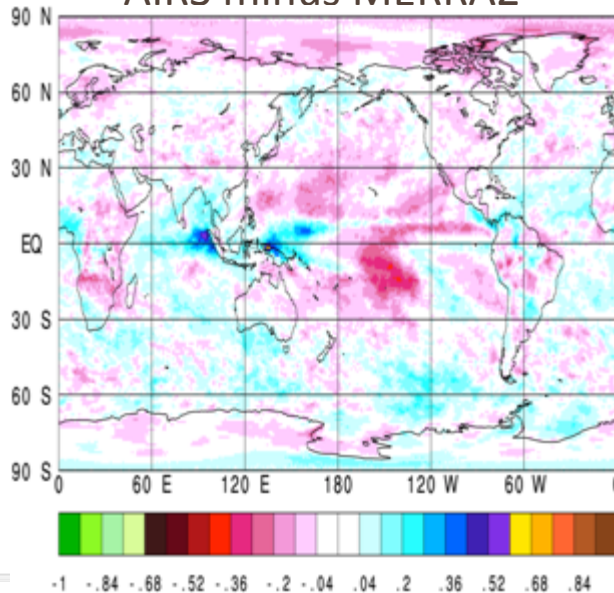 AIRS minus MERRA2
90 N
60 N
30 N
EQ
30 S
60 S
90 S
0 60 E 120 E 180 120 W 60 W
-1 -.84 -.68 -.52 -.36 -.2 -.04 .04 .2 .36 .52 .68 .84